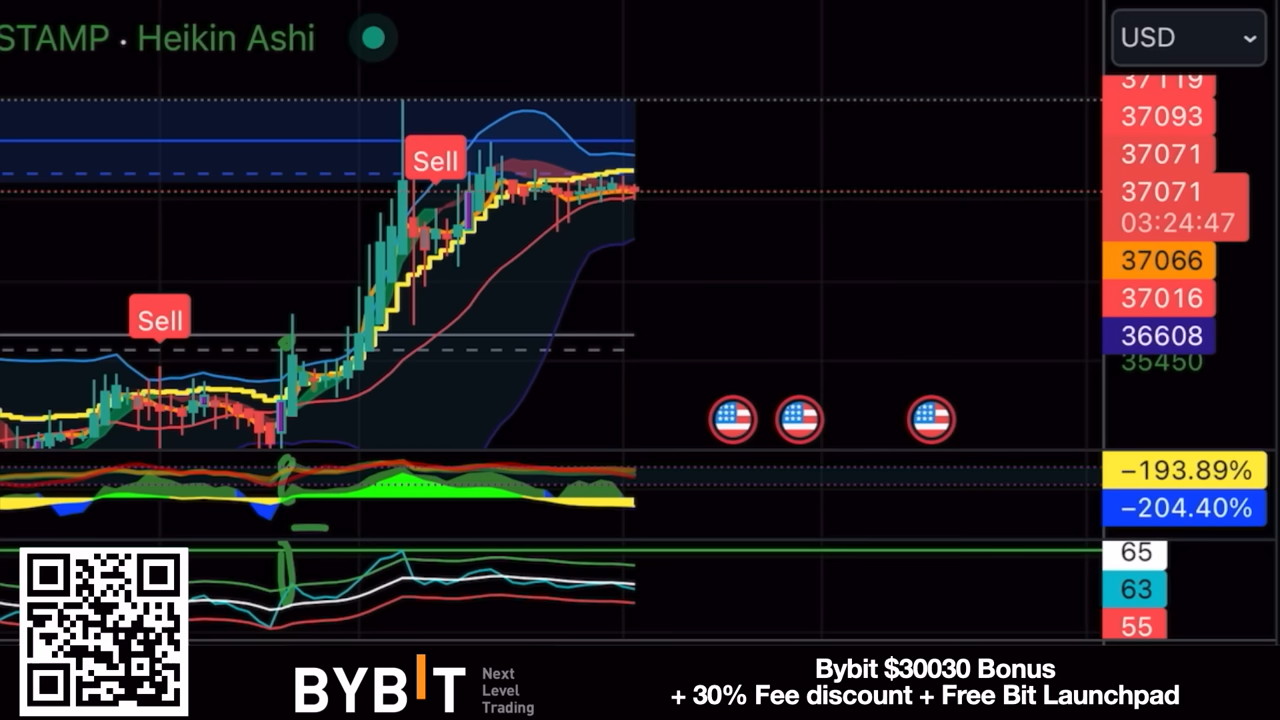 STAMP · Heikin Ashi
USD
37119
37093
37071
37071
03:24:47
37066
37016
36608
35450
Sell
Sell
−193.89%
−204.40%
65
63
55
BYBIT
Next
Level
Trading
Bybit $30030 Bonus
+ 30% Fee discount + Free Bit Launchpad